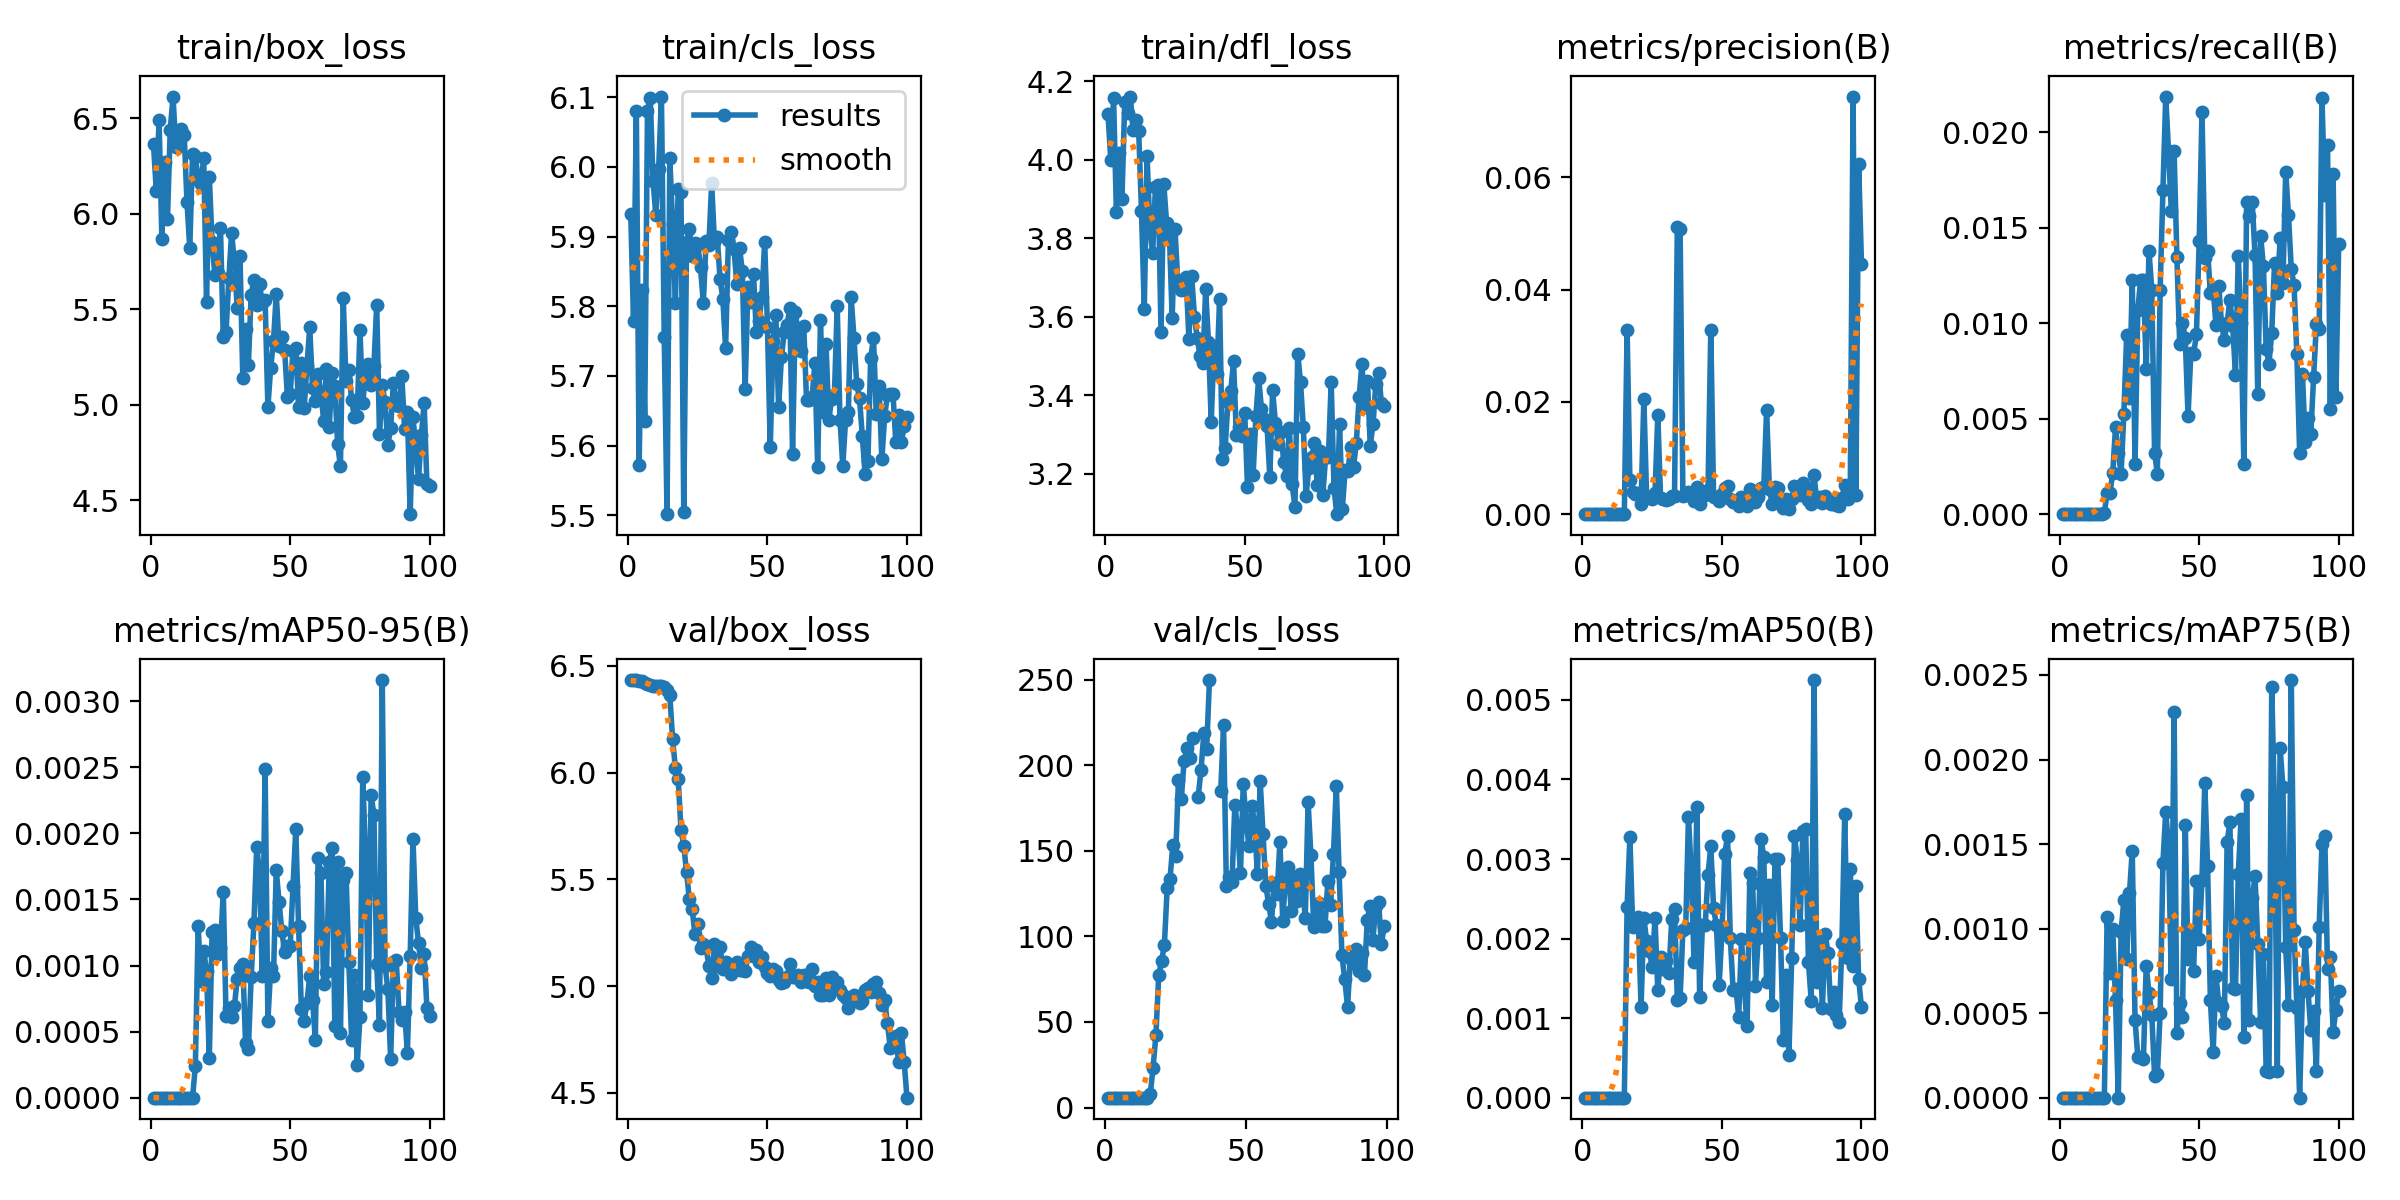 train/box_loss
6.5
6.0
5.5
5.0
4.5
0 50 100
train/cls_loss
results
smooth
6.1
6.0
5.9
5.8
5.7
5.6
5.5
0 50 100
train/dfl_loss
4.2
4.0
3.8
3.6
3.4
3.2
0 50 100
metrics/precision(B)
0.06
0.04
0.02
0.00
0 50 100
metrics/recall(B)
0.020
0.015
0.010
0.005
0.000
0 50 100
metrics/mAP50-95(B)
0.0030
0.0025
0.0020
0.0015
0.0010
0.0005
0.0000
0 50 100
val/box_loss
6.5
6.0
5.5
5.0
4.5
0 50 100
val/cls_loss
250
200
150
100
50
0
0 50 100
metrics/mAP50(B)
0.005
0.004
0.003
0.002
0.001
0.000
0 50 100
metrics/mAP75(B)
0.0025
0.0020
0.0015
0.0010
0.0005
0.0000
0 50 100